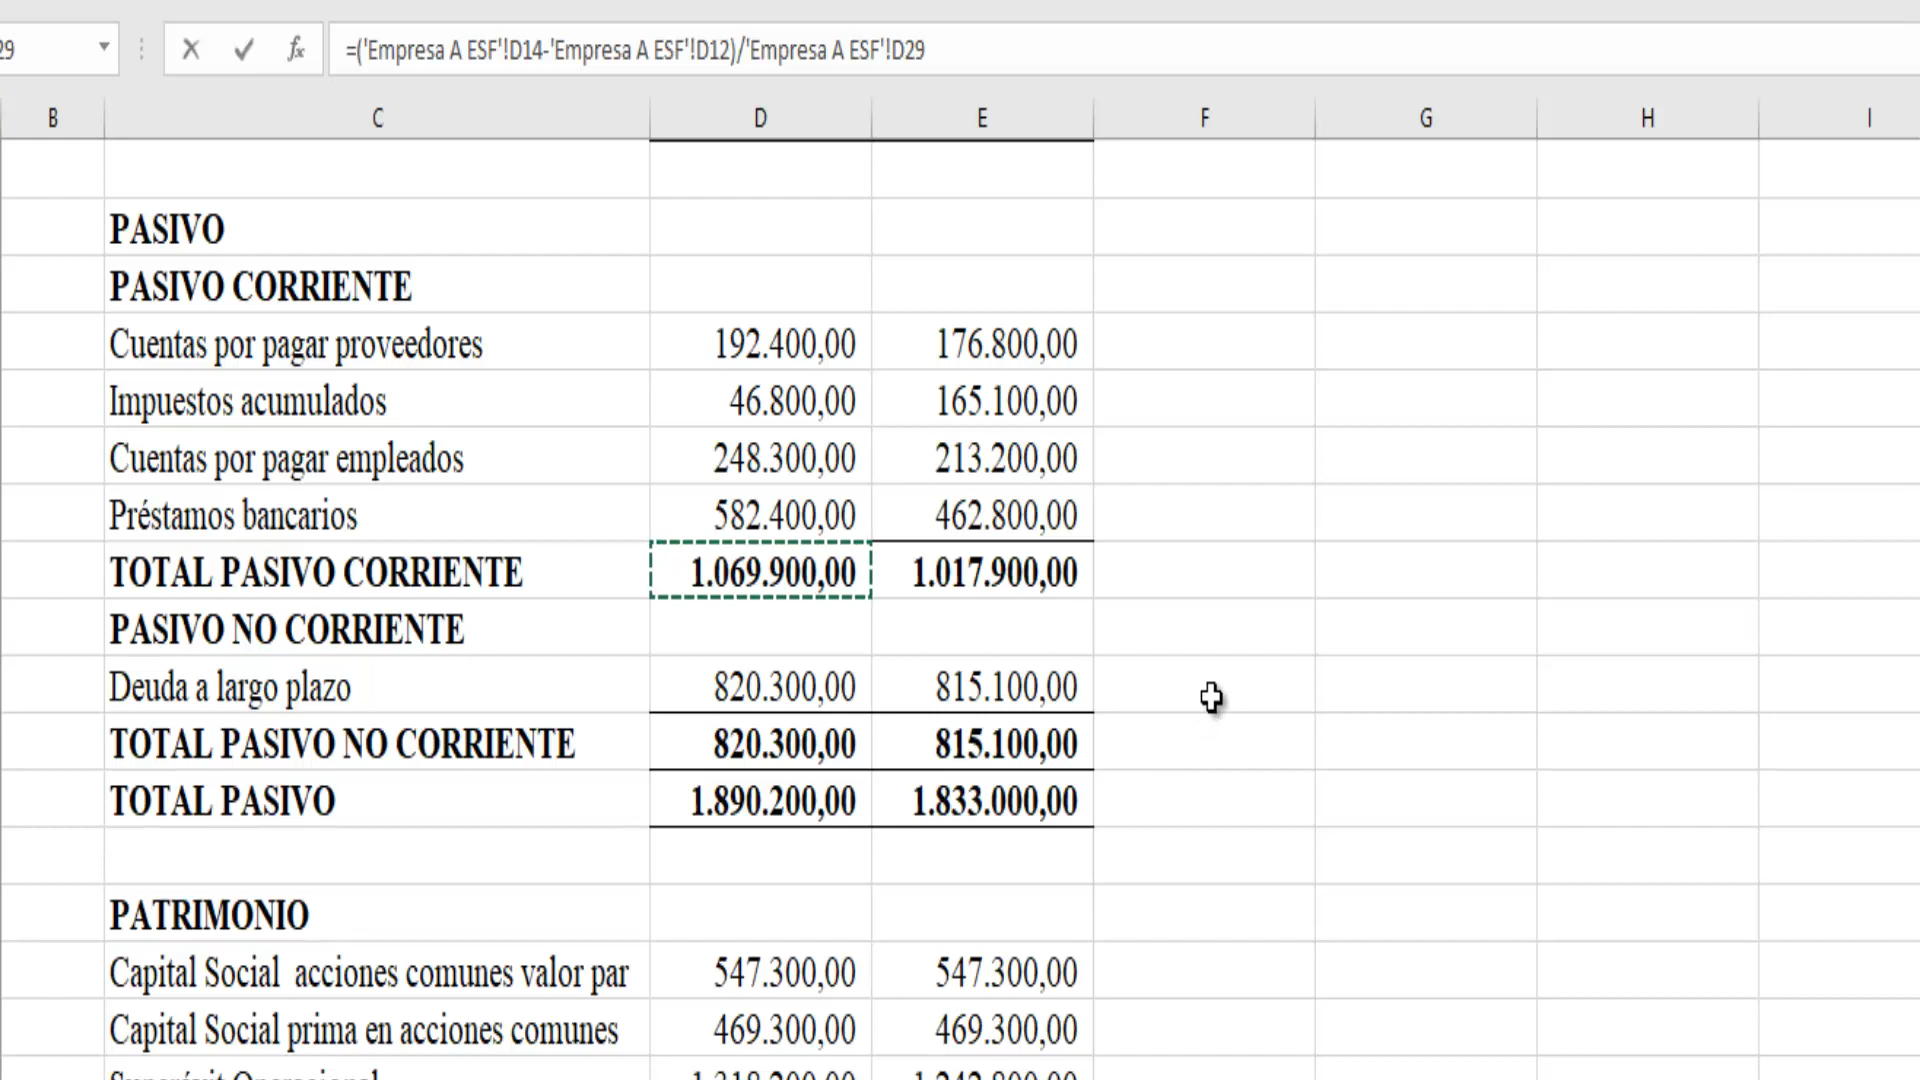 29 =('Empresa A ESF'!D14-'Empresa A ESF'!D12)/'Empresa A ESF'!D29
B C D E F G H I
PASIVO
PASIVO CORRIENTE
Cuentas por pagar proveedores 192.400,00 176.800,00
Impuestos acumulados 46.800,00 165.100,00
Cuentas por pagar empleados 248.300,00 213.200,00
Préstamos bancarios 582.400,00 462.800,00
TOTAL PASIVO CORRIENTE 1.069.900,00 1.017.900,00
PASIVO NO CORRIENTE
Deuda a largo plazo 820.300,00 815.100,00
TOTAL PASIVO NO CORRIENTE 820.300,00 815.100,00
TOTAL PASIVO 1.890.200,00 1.833.000,00
PATRIMONIO
Capital Social acciones comunes valor par 547.300,00 547.300,00
Capital Social prima en acciones comunes 469.300,00 469.300,00